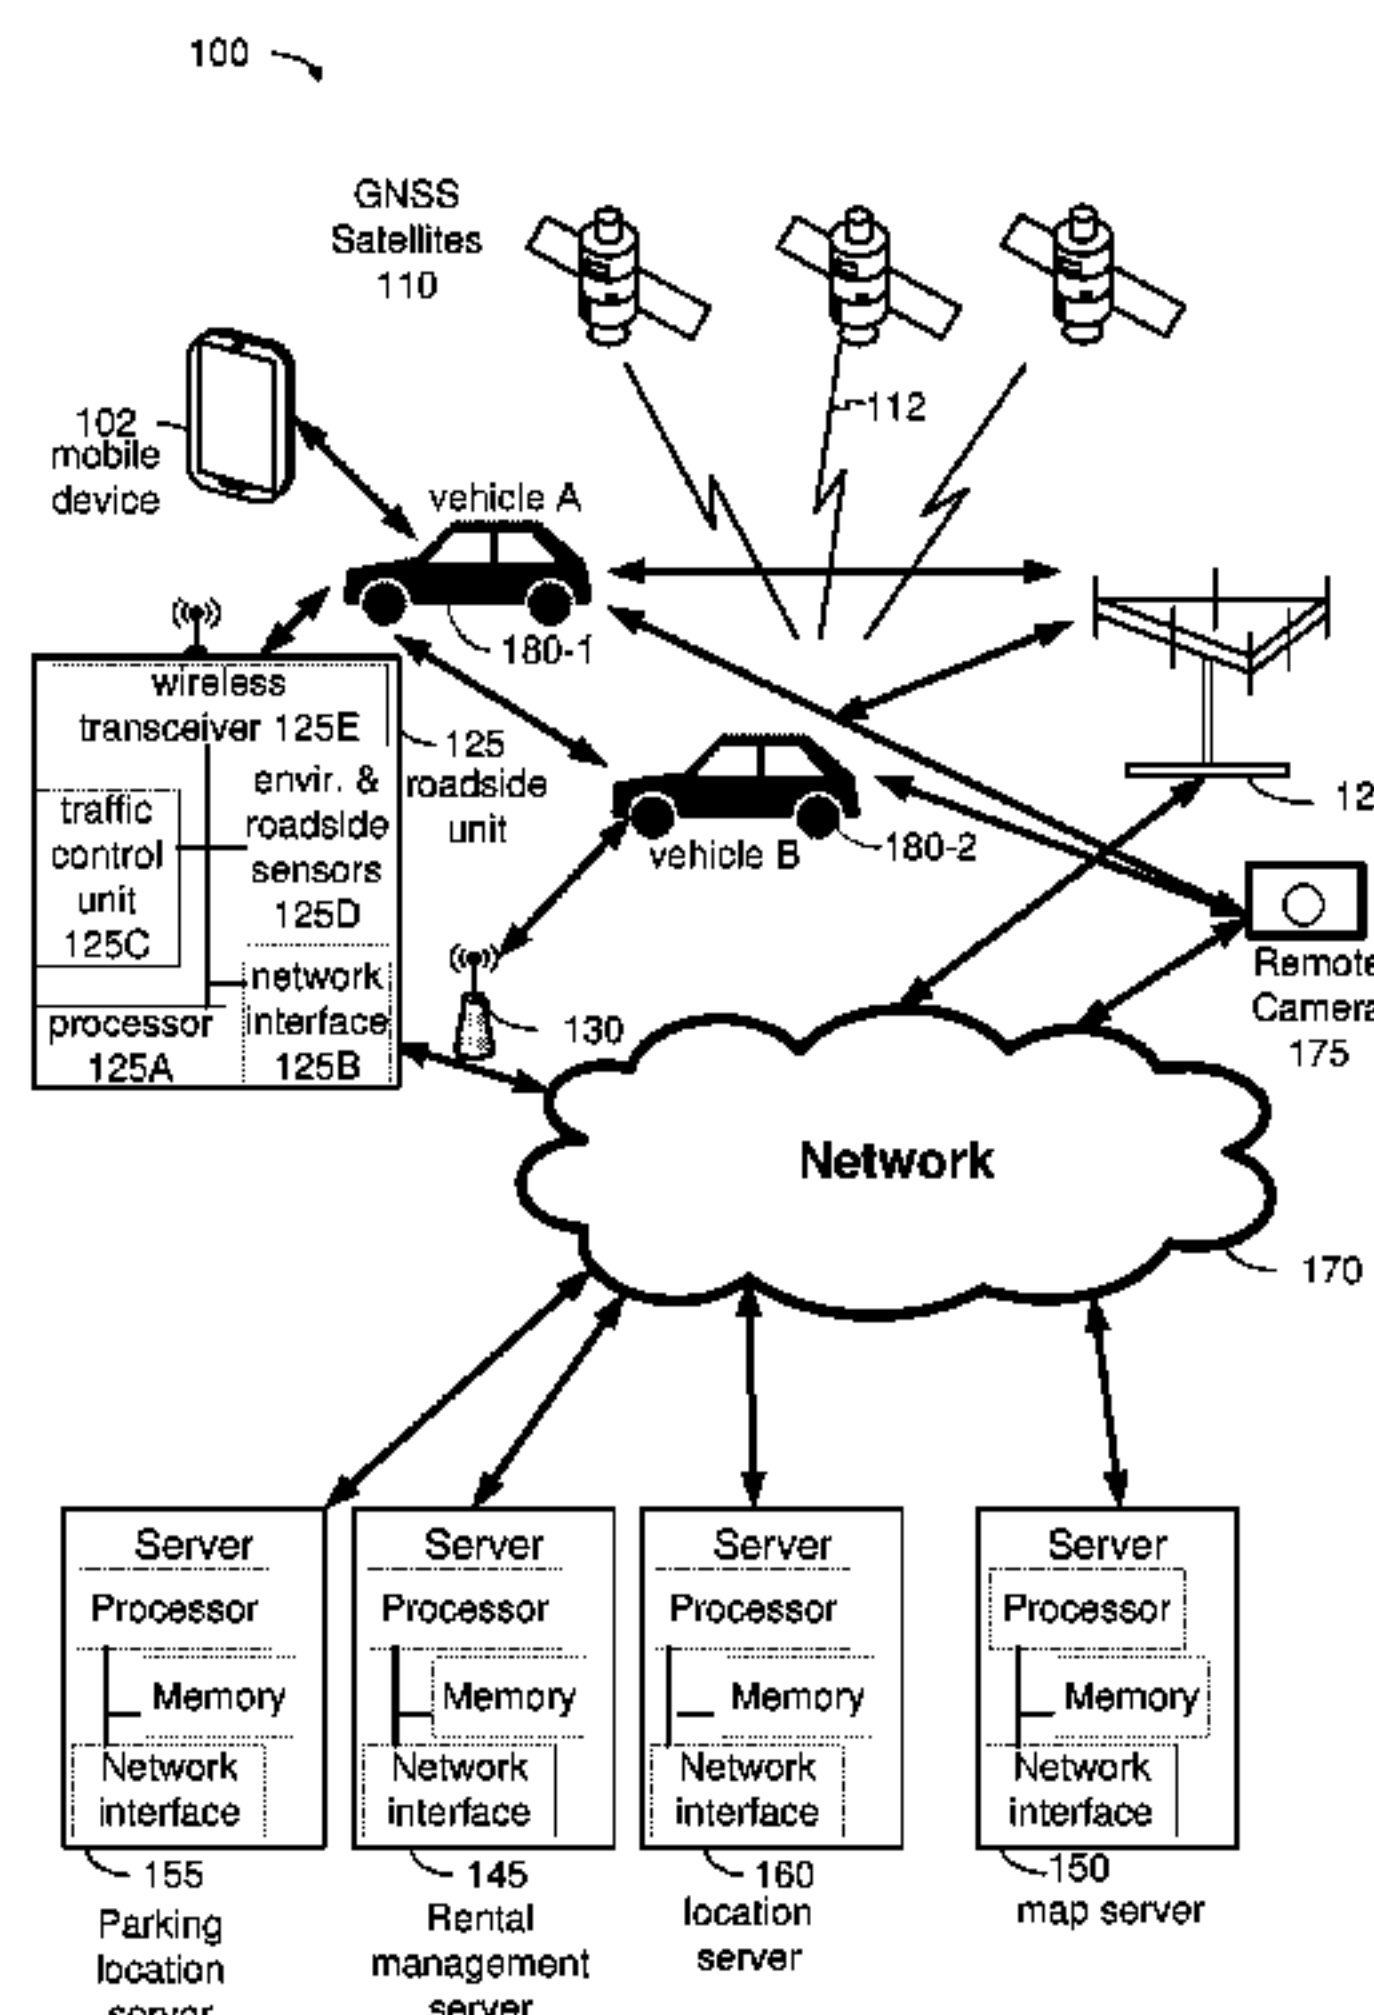 100
GNSS
Satellites
110
112
102
mobile
device
vehicle A
180-1
wireless
transceiver 125E
125
roadside
unit
envir. &
roadside
sensors
125D
traffic
control
unit
125C
network
interface
125B
processor
125A
vehicle B
180-2
12
130
Remote
Camera
175
Network
170
Server
Processor
Memory
Network
interface
155
Parking
location
server
Server
Processor
Memory
Network
interface
145
Rental
management
server
Server
Processor
Memory
Network
interface
160
location
server
Server
Processor
Memory
Network
interface
150
map server